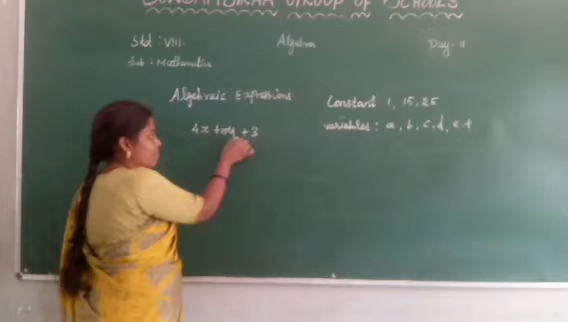 GROUP OF SCHOOLS
Std : VIII.
Algebra
Day - II
Sub : Mathematics
Algebraic Expressions
Constant 1, 15, 25
variables : a, b, c, d, e, f
4x + +3